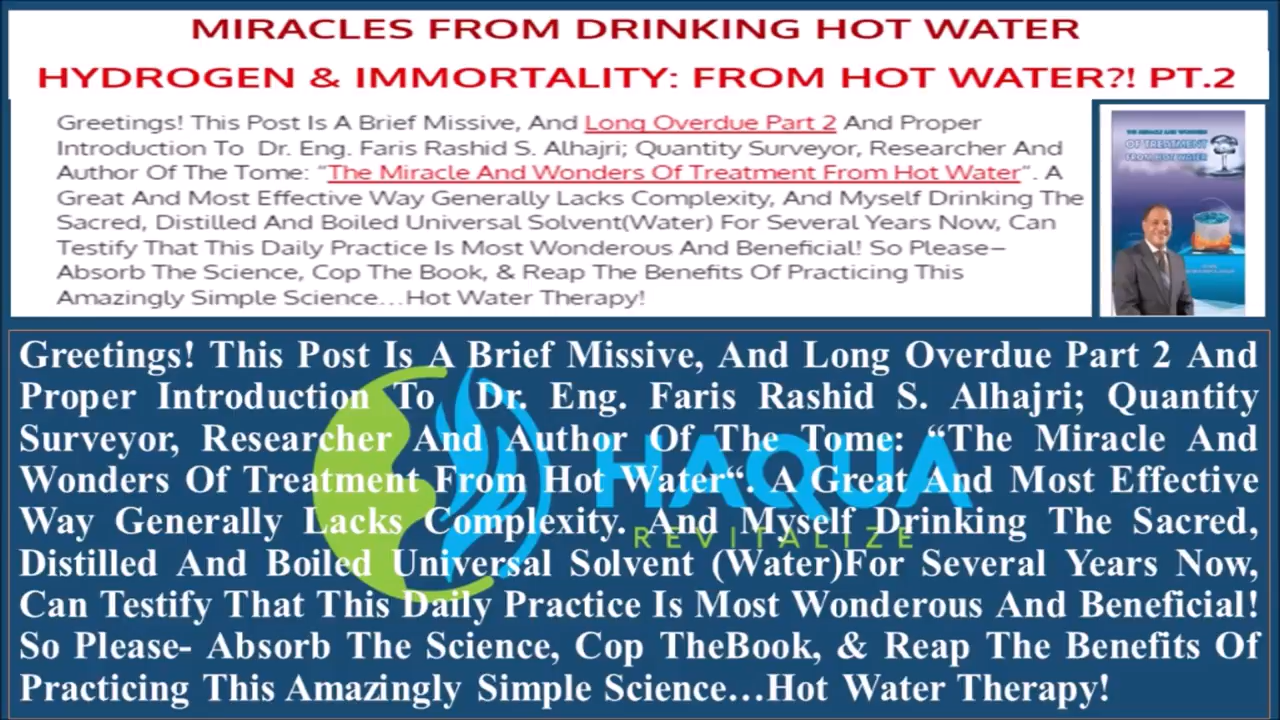 MIRACLES FROM DRINKING HOT WATER
HYDROGEN & IMMORTALITY: FROM HOT WATER?! PT.2
Greetings! This Post Is A Brief Missive, And Long Overdue Part 2 And Proper
Introduction To Dr. Eng. Faris Rashid S. Alhajri; Quantity Surveyor, Researcher And
Author Of The Tome: “The Miracle And Wonders Of Treatment From Hot Water“. A
Great And Most Effective Way Generally Lacks Complexity, And Myself Drinking The
Sacred, Distilled And Boiled Universal Solvent(Water) For Several Years Now, Can
Testify That This Daily Practice Is Most Wonderous And Beneficial! So Please–
Absorb The Science, Cop The Book, & Reap The Benefits Of Practicing This
Amazingly Simple Science...Hot Water Therapy!
THE MIRACLE AND WONDERS
OF TREATMENT
FROM HOT WATER
Greetings! This Post Is A Brief Missive, And Long Overdue Part 2 And
Proper Introduction To Dr. Eng. Faris Rashid S. Alhajri; Quantity
Surveyor, Researcher And Author Of The Tome: “The Miracle And
Wonders Of Treatment From Hot Water“. A Great And Most Effective
Way Generally Lacks Complexity. And Myself Drinking The Sacred,
Distilled And Boiled Universal Solvent (Water)For Several Years Now,
Can Testify That This Daily Practice Is Most Wonderous And Beneficial!
So Please- Absorb The Science, Cop TheBook, & Reap The Benefits Of
Practicing This Amazingly Simple Science...Hot Water Therapy!
HAQUA
REVITALIZE